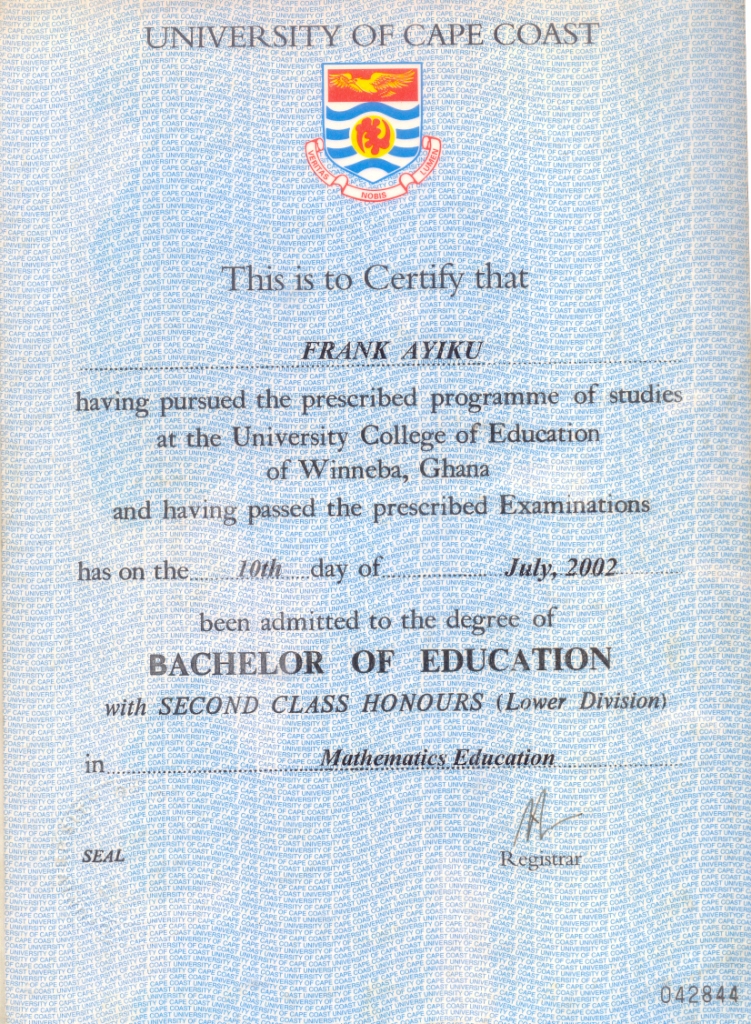 UNIVERSITY OF CAPE COAST
VERITAS NOBIS LUMEN
This is to Certify that
FRANK AYIKU
having pursued the prescribed programme of studies
at the University College of Education
of Winneba, Ghana
and having passed the prescribed Examinations
has on the 10th day of July, 2002
been admitted to the degree of
BACHELOR OF EDUCATION
with SECOND CLASS HONOURS (Lower Division)
in Mathematics Education
SEAL
Registrar
042844